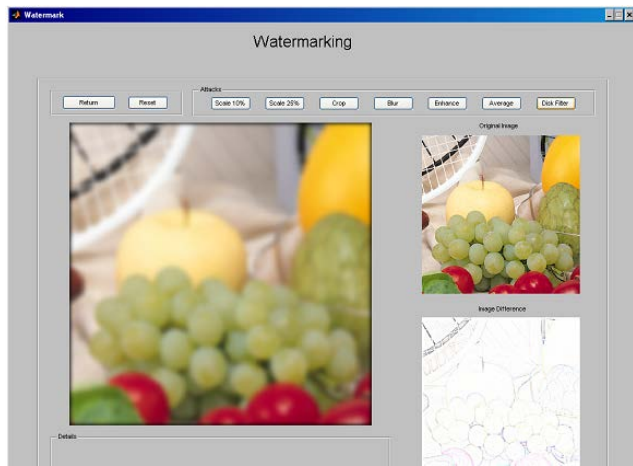 Watermark
Watermarking
Attacks
Return
Reset
Scale 10%
Scale 25%
Crop
Blur
Enhance
Average
Disk Filter
Original Image
Image Difference
Details